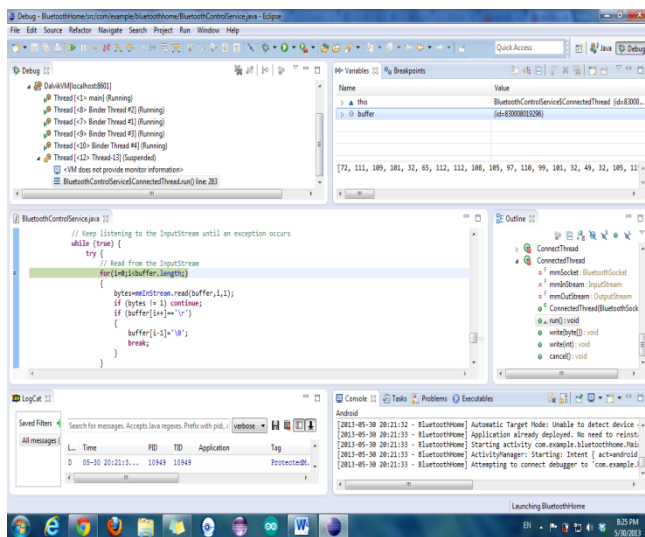 Debug - BluetoothHome/src/com/example/bluetoothhome/BluetoothControlService.java - Eclipse
File Edit Source Refactor Navigate Search Project Run Window Help
Quick Access
Java
Debug
Debug
DalvikVM[localhost:8601]
Thread [<1> main] (Running)
Thread [<8> Binder Thread #2] (Running)
Thread [<7> Binder Thread #1] (Running)
Thread [<9> Binder Thread #3] (Running)
Thread [<10> Binder Thread #4] (Running)
Thread [<12> Thread-13] (Suspended)
<VM does not provide monitor information>
BluetoothControlService$ConnectedThread.run() line: 283
Variables
Breakpoints
Name Value
this BluetoothControlService$ConnectedThread (id=83000...
buffer (id=830008019296)
[72, 111, 109, 101, 32, 65, 112, 112, 108, 105, 97, 110, 99, 101, 32, 49, 32, 105, 11
BluetoothControlService.java
// Keep listening to the InputStream until an exception occurs
while (true) {
try {
// Read from the InputStream
for(i=0;i<buffer.length;)
{
bytes=mmInStream.read(buffer,i,1);
if (bytes != 1) continue;
if (buffer[i++]=='\r')
{
buffer[i-1]='\0';
break;
}
}
Outline
ConnectThread
ConnectedThread
mmSocket : BluetoothSocket
mmInStream : InputStream
mmOutStream : OutputStream
ConnectedThread(BluetoothSock
run() : void
write(byte[]) : void
write(int) : void
cancel() : void
LogCat
Saved Filters
All messages (
Search for messages. Accepts Java regexes. Prefix with pid, verbose
L... Time PID TID Application Tag
D 05-30 20:21:3... 10949 10949 ProtectedM.
Console Tasks Problems Executables
Android
[2013-05-30 20:21:32 - BluetoothHome] Automatic Target Mode: Unable to detect device
[2013-05-30 20:21:33 - BluetoothHome] Application already deployed. No need to reinsta
[2013-05-30 20:21:33 - BluetoothHome] Starting activity com.example.bluetoothhome.Mai
[2013-05-30 20:21:33 - BluetoothHome] ActivityManager: Starting: Intent { act=android
[2013-05-30 20:21:33 - BluetoothHome] Attempting to connect debugger to 'com.example.
Launching BluetoothHome
EN
8:25 PM
5/30/2013